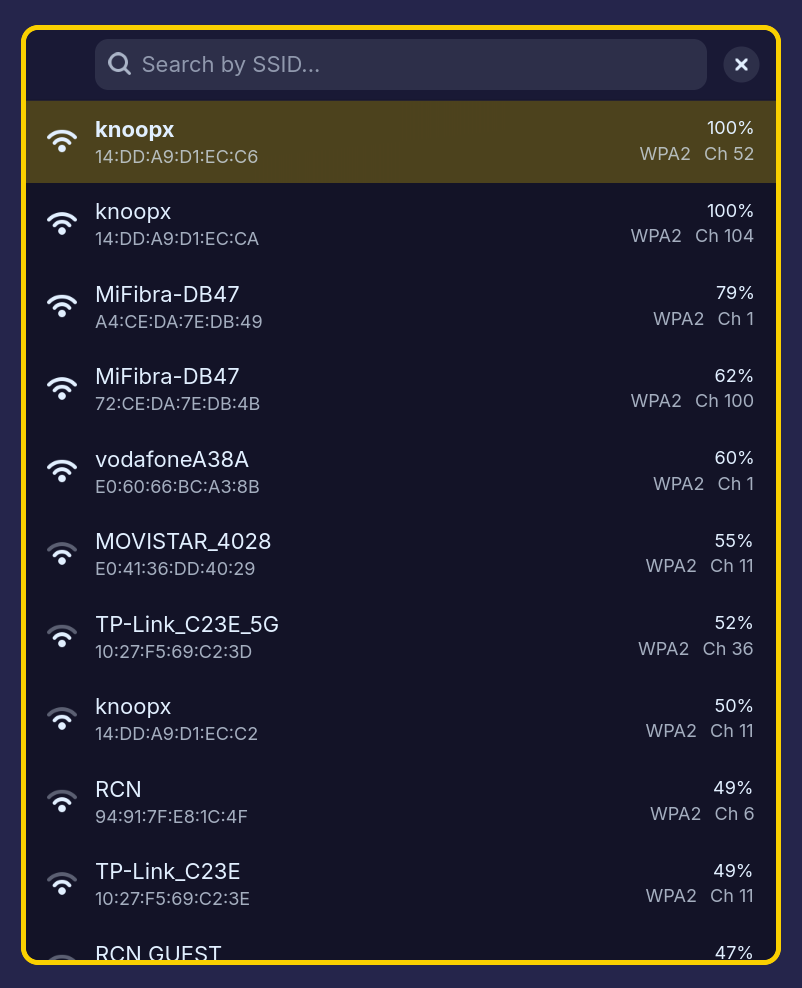 Search by SSID...
knoopx
100%
14:DD:A9:D1:EC:C6
WPA2 Ch 52
knoopx
100%
14:DD:A9:D1:EC:CA
WPA2 Ch 104
MiFibra-DB47
79%
A4:CE:DA:7E:DB:49
WPA2 Ch 1
MiFibra-DB47
62%
72:CE:DA:7E:DB:4B
WPA2 Ch 100
vodafoneA38A
60%
E0:60:66:BC:A3:8B
WPA2 Ch 1
MOVISTAR_4028
55%
E0:41:36:DD:40:29
WPA2 Ch 11
TP-Link_C23E_5G
52%
10:27:F5:69:C2:3D
WPA2 Ch 36
knoopx
50%
14:DD:A9:D1:EC:C2
WPA2 Ch 11
RCN
49%
94:91:7F:E8:1C:4F
WPA2 Ch 6
TP-Link_C23E
49%
10:27:F5:69:C2:3E
WPA2 Ch 11
RCN GUEST
47%